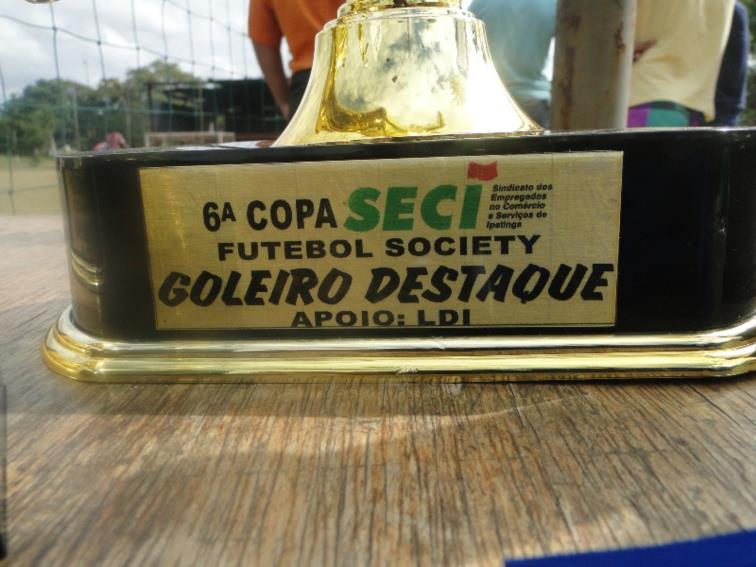 6ª COPA SECI
Sindicato dos
Empregados
no Comércio
e Serviços de
Ipatinga
FUTEBOL SOCIETY
GOLEIRO DESTAQUE
APOIO: LDI